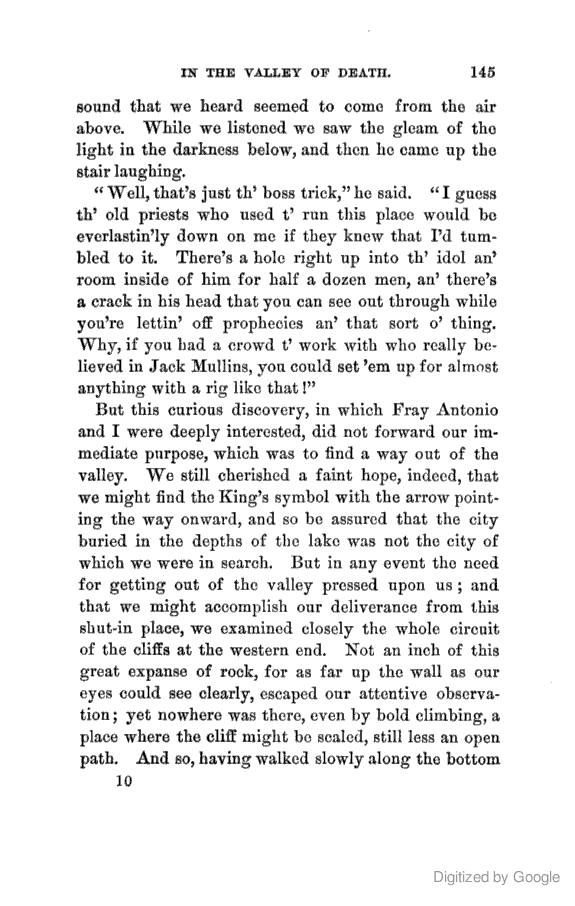 IN THE VALLEY OF DEATH. 145
sound that we heard seemed to come from the air
above. While we listened we saw the gleam of the
light in the darkness below, and then he came up the
stair laughing.
“Well, that’s just th’ boss trick,” he said. “I guess
th’ old priests who used t’ run this place would be
everlastin’ly down on me if they knew that I’d tum-
bled to it. There’s a hole right up into th’ idol an’
room inside of him for half a dozen men, an’ there’s
a crack in his head that you can see out through while
you’re lettin’ off prophecies an’ that sort o’ thing.
Why, if you had a crowd t’ work with who really be-
lieved in Jack Mullins, you could set ’em up for almost
anything with a rig like that!”
But this curious discovery, in which Fray Antonio
and I were deeply interested, did not forward our im-
mediate purpose, which was to find a way out of the
valley. We still cherished a faint hope, indeed, that
we might find the King’s symbol with the arrow point-
ing the way onward, and so be assured that the city
buried in the depths of the lake was not the city of
which we were in search. But in any event the need
for getting out of the valley pressed upon us; and
that we might accomplish our deliverance from this
shut-in place, we examined closely the whole circuit
of the cliffs at the western end. Not an inch of this
great expanse of rock, for as far up the wall as our
eyes could see clearly, escaped our attentive observa-
tion; yet nowhere was there, even by bold climbing, a
place where the cliff might be scaled, still less an open
path. And so, having walked slowly along the bottom
10
Digitized by Google